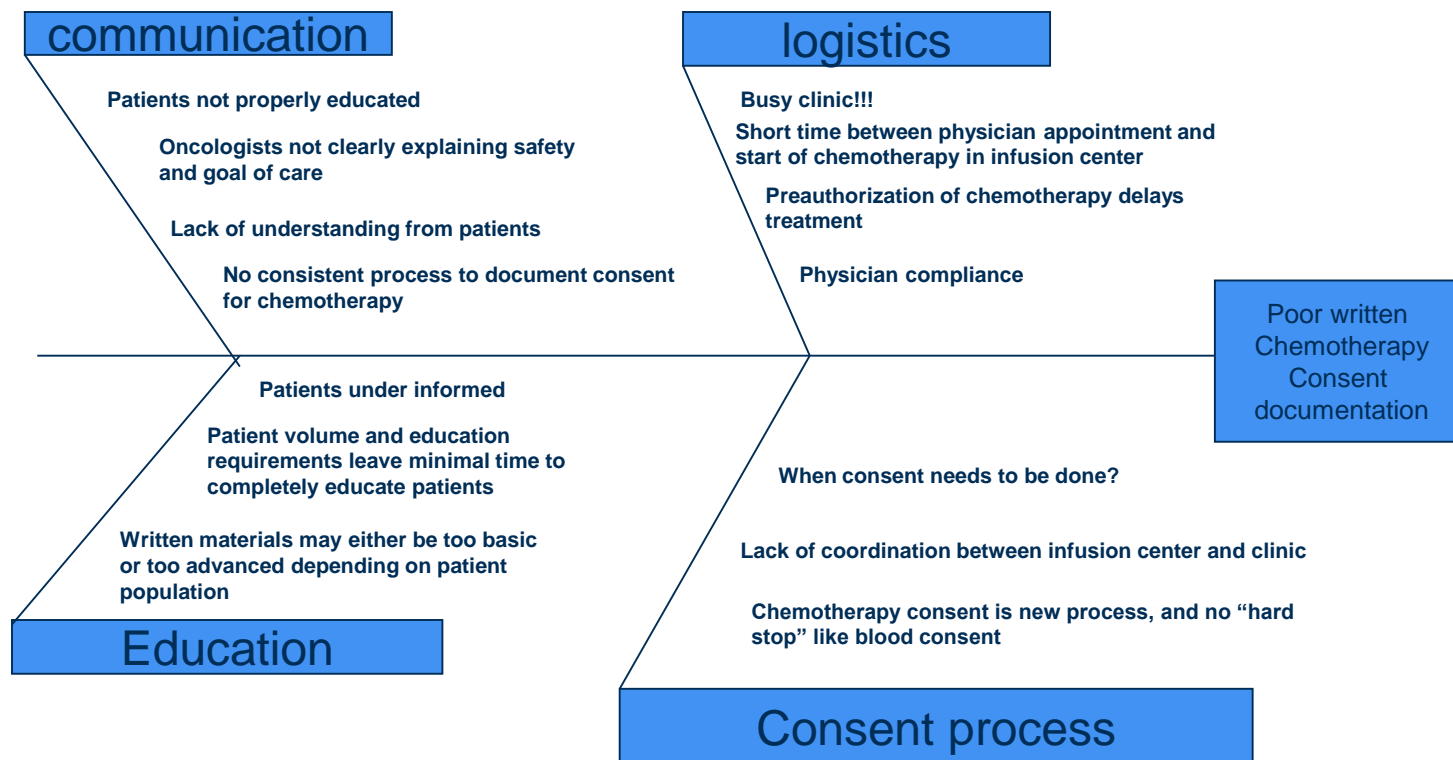 communication
Patients not properly educated
Oncologists not clearly explaining safety
and goal of care
Lack of understanding from patients
No consistent process to document consent
for chemotherapy
logistics
Busy clinic!!!
Short time between physician appointment and
start of chemotherapy in infusion center
Preauthorization of chemotherapy delays
treatment
Physician compliance
Poor written
Chemotherapy
Consent
documentation
Patients under informed
Patient volume and education
requirements leave minimal time to
completely educate patients
Written materials may either be too basic
or too advanced depending on patient
population
Education
When consent needs to be done?
Lack of coordination between infusion center and clinic
Chemotherapy consent is new process, and no “hard
stop” like blood consent
Consent process